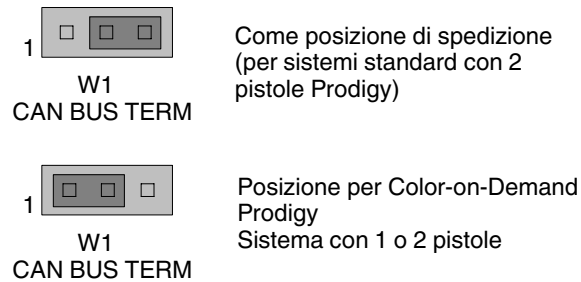 1
W1
CAN BUS TERM
Come posizione di spedizione
(per sistemi standard con 2
pistole Prodigy)
1
W1
CAN BUS TERM
Posizione per Color-on-Demand
Prodigy
Sistema con 1 o 2 pistole